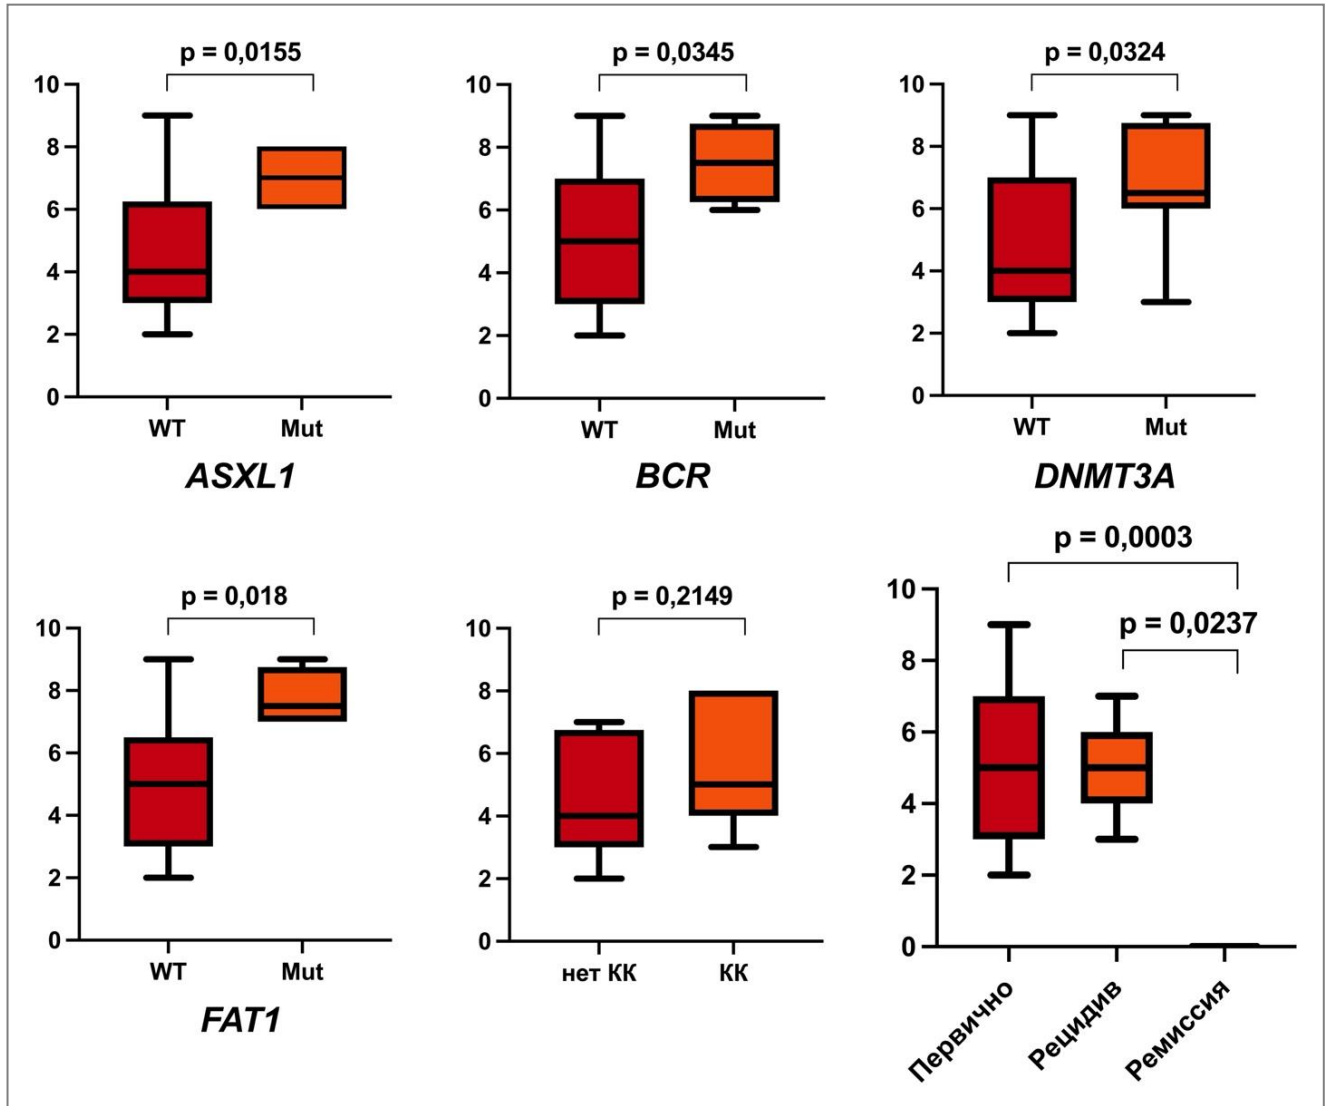 p = 0,0155
10
8
6
4
2
0
WT Mut
ASXL1
p = 0,0345
10
8
6
4
2
0
WT Mut
BCR
p = 0,0324
10
8
6
4
2
0
WT Mut
DNMT3A
p = 0,018
10
8
6
4
2
0
WT Mut
FAT1
p = 0,2149
10
8
6
4
2
0
нет КК КК
p = 0,0003
p = 0,0237
10
8
6
4
2
0
Первично
Рецидив
Ремиссия